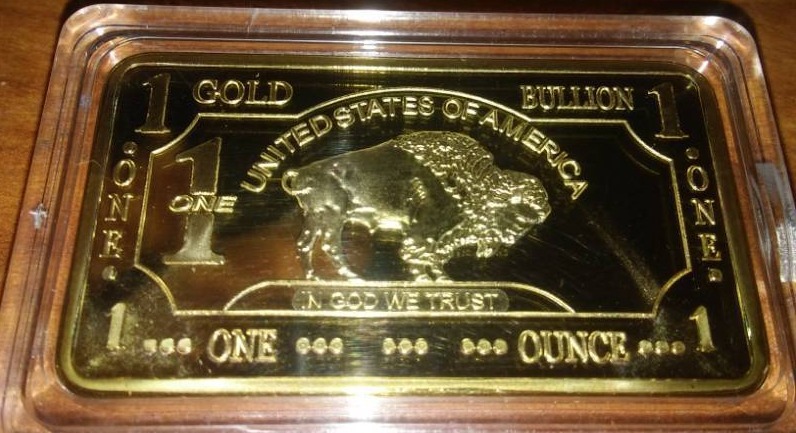 1 GOLD BULLION 1
UNITED STATES OF AMERICA
1
ONE
ONE
ONE
IN GOD WE TRUST
1 ONE OUNCE 1